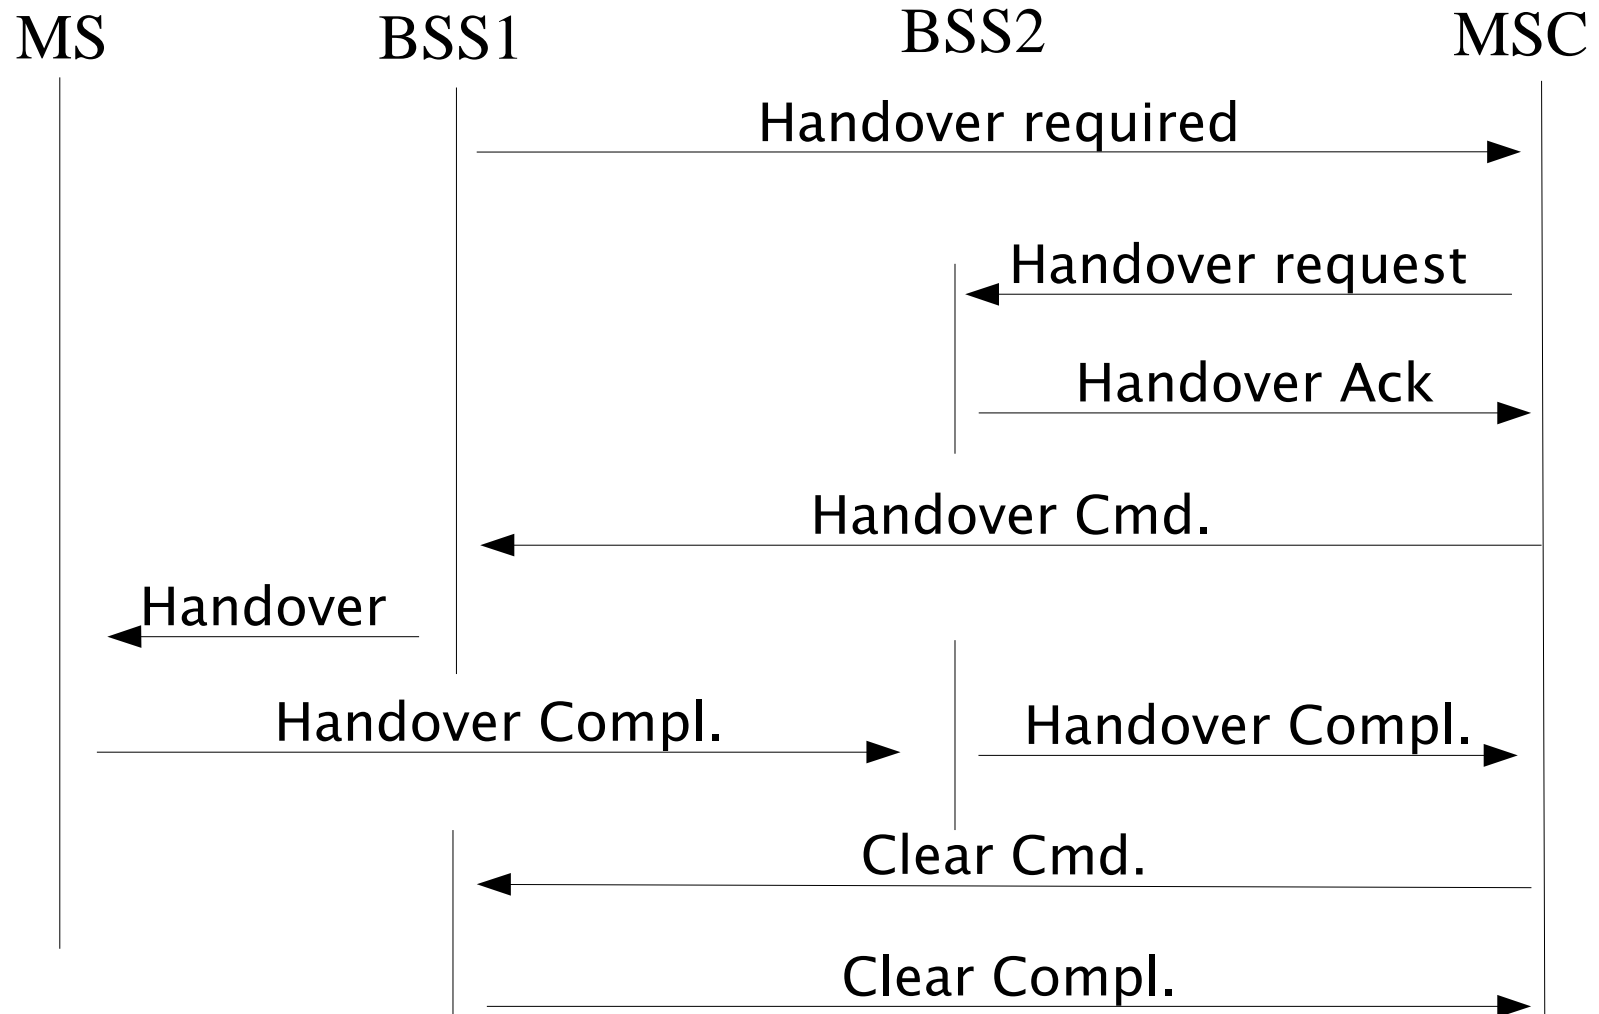 MS BSS1 BSS2 MSC
Handover required
Handover request
Handover Ack
Handover Cmd.
Handover
Handover Compl. Handover Compl.
Clear Cmd.
Clear Compl.